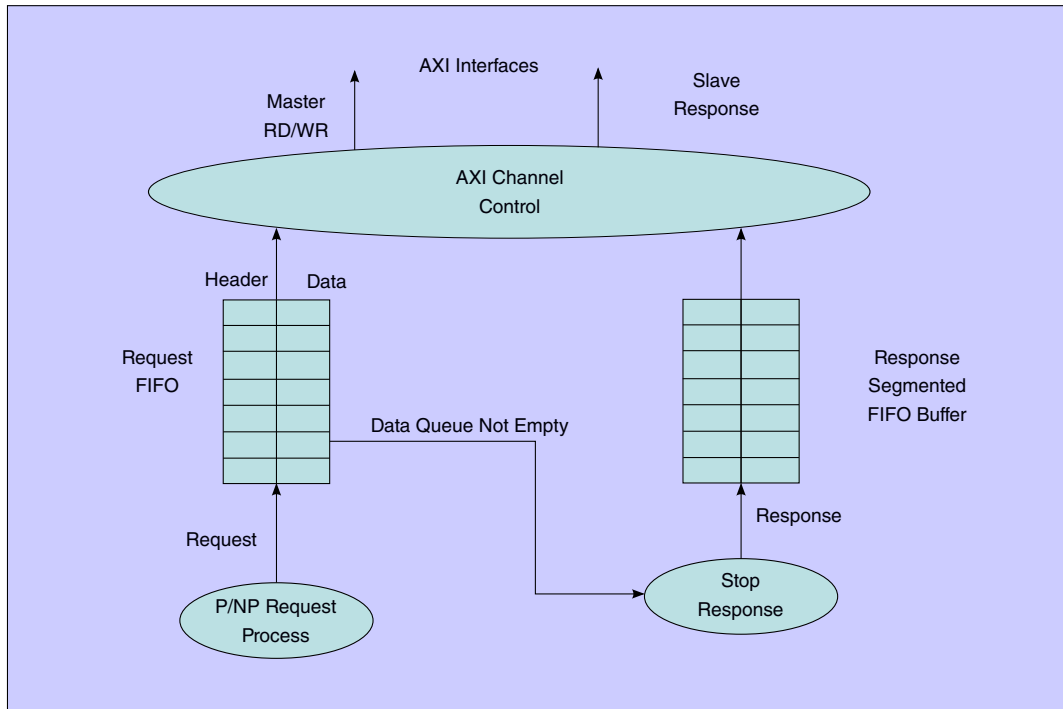 AXI Interfaces
Master
RD/WR
Slave
Response
AXI Channel
Control
Header
Data
Request
FIFO
Response
Segmented
FIFO Buffer
Data Queue Not Empty
Request
Response
P/NP Request
Process
Stop
Response